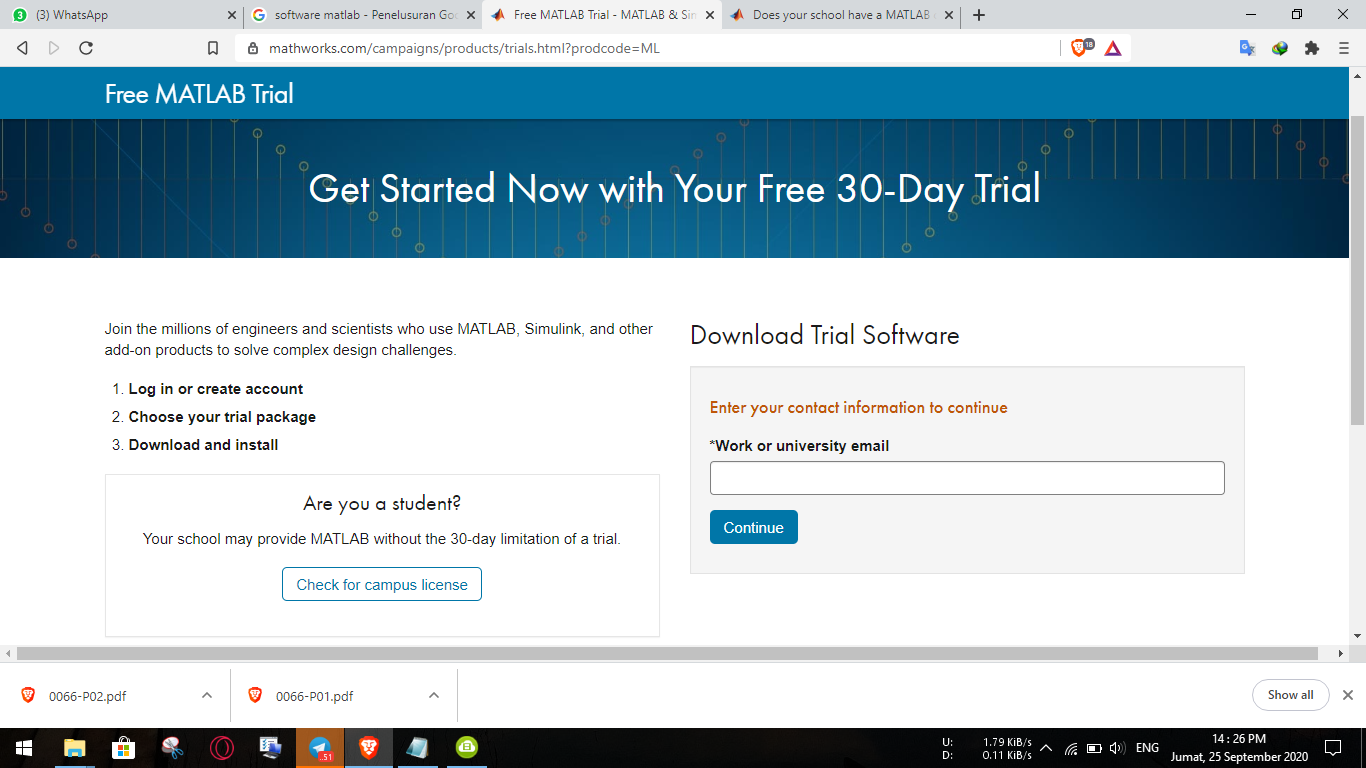 3
(3) WhatsApp
software matlab - Penelusuran Goo
Free MATLAB Trial - MATLAB & Sim
Does your school have a MATLAB
mathworks.com/campaigns/products/trials.html?prodcode=ML
18
Free MATLAB Trial
Get Started Now with Your Free 30-Day Trial
Join the millions of engineers and scientists who use MATLAB, Simulink, and other
add-on products to solve complex design challenges.
1. Log in or create account
2. Choose your trial package
3. Download and install
Are you a student?
Your school may provide MATLAB without the 30-day limitation of a trial.
Check for campus license
Download Trial Software
Enter your contact information to continue
*Work or university email
Continue
0066-P02.pdf
0066-P01.pdf
Show all
51
U: 1.79 KiB/s
D: 0.11 KiB/s
ENG
14 : 26 PM
Jumat, 25 September 2020